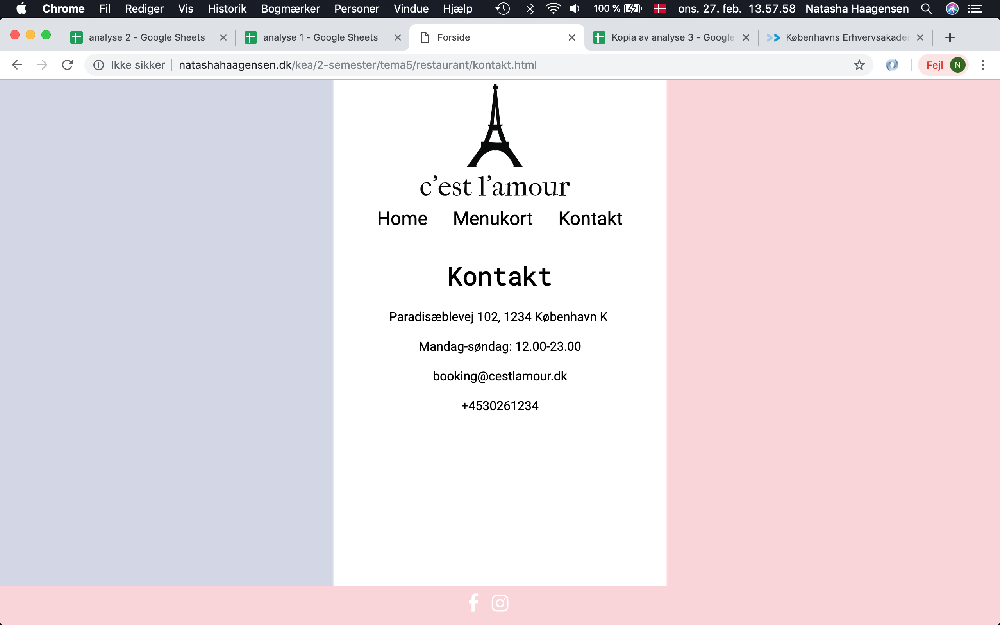 Chrome Fil Rediger Vis Historik Bogmærker Personer Vindue Hjælp 100 % ons. 27. feb. 13.57.58 Natasha Haagensen
analyse 2 - Google Sheets analyse 1 - Google Sheets Forside Kopia av analyse 3 - Google Københavns Erhvervsakader
Ikke sikker natashahaagensen.dk/kea/2-semester/tema5/restaurant/kontakt.html Fejl N
c’est l’amour
Home Menukort Kontakt
Kontakt
Paradisæblevej 102, 1234 København K
Mandag-søndag: 12.00-23.00
booking@cestlamour.dk
+4530261234